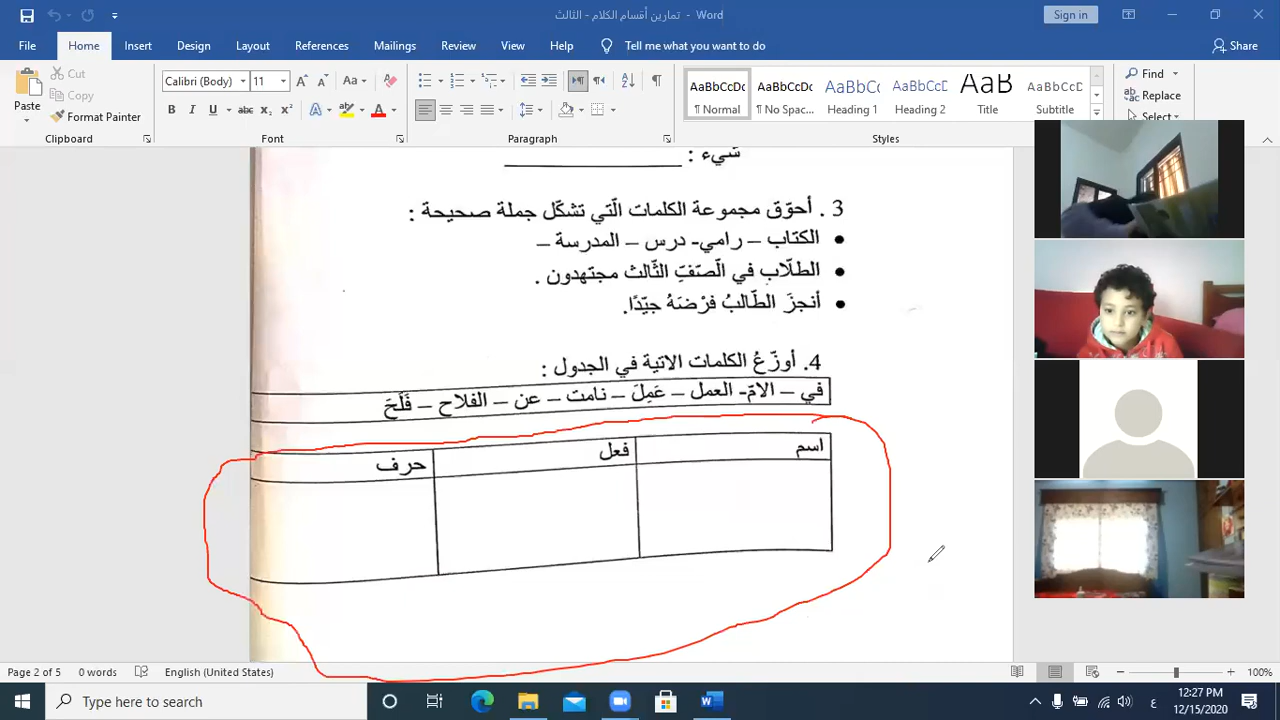 تمارين أقسام الكلام - الثالث - Word
Sign in
File Home Insert Design Layout References Mailings Review View Help Tell me what you want to do
Share
Paste
Cut
Copy
Format Painter
Clipboard
Calibri (Body) 11
Font
Paragraph
AaBbCcDc ¶ Normal
AaBbCcDc ¶ No Spac...
AaBbC Heading 1
AaBbCcD Heading 2
AaB Title
AaBbCcD Subtitle
Styles
Find
Replace
Select
شيء :
3 . أحوّق مجموعة الكلمات الّتي تشكّل جملة صحيحة :
• الكتاب – رامي- درس – المدرسة –
• الطلّاب في الّصّفِّ الثّالث مجتهدون .
• أنجزَ الطّالبُ فرْضَهُ جيّدًا.
4. أوزّعُ الكلمات الاتية في الجدول :
في – الامّ- العمل – عَمِلَ – نامت – عن – الفلاح – فَلَحَ
اسم فعل حرف
Page 2 of 5 0 words English (United States) 100%
Type here to search
ع
12:27 PM
12/15/2020